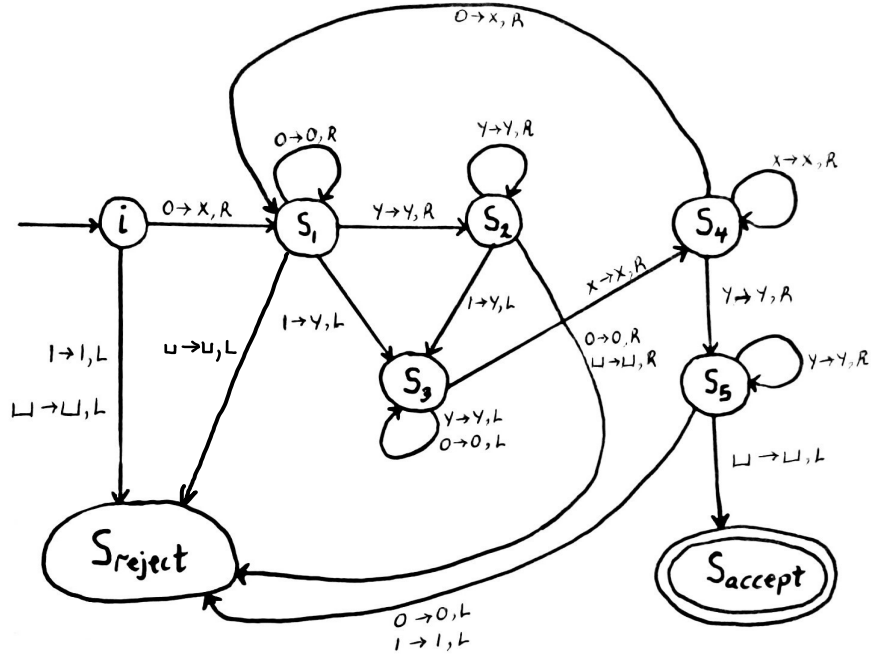 0→X, R
0→0, R
Y→Y, R
X→X, R
i
0→X, R
S₁
Y→Y, R
S₂
S₄
X→X, R
Y→Y, R
1→Y, L
1→Y, L
1→1, L
⊔→⊔, L
⊔→⊔, L
0→0, R
⊔→⊔, R
S₃
S₅
Y→Y, R
Y→Y, L
0→0, L
⊔→⊔, L
Sreject
Saccept
0→0, L
1→1, L